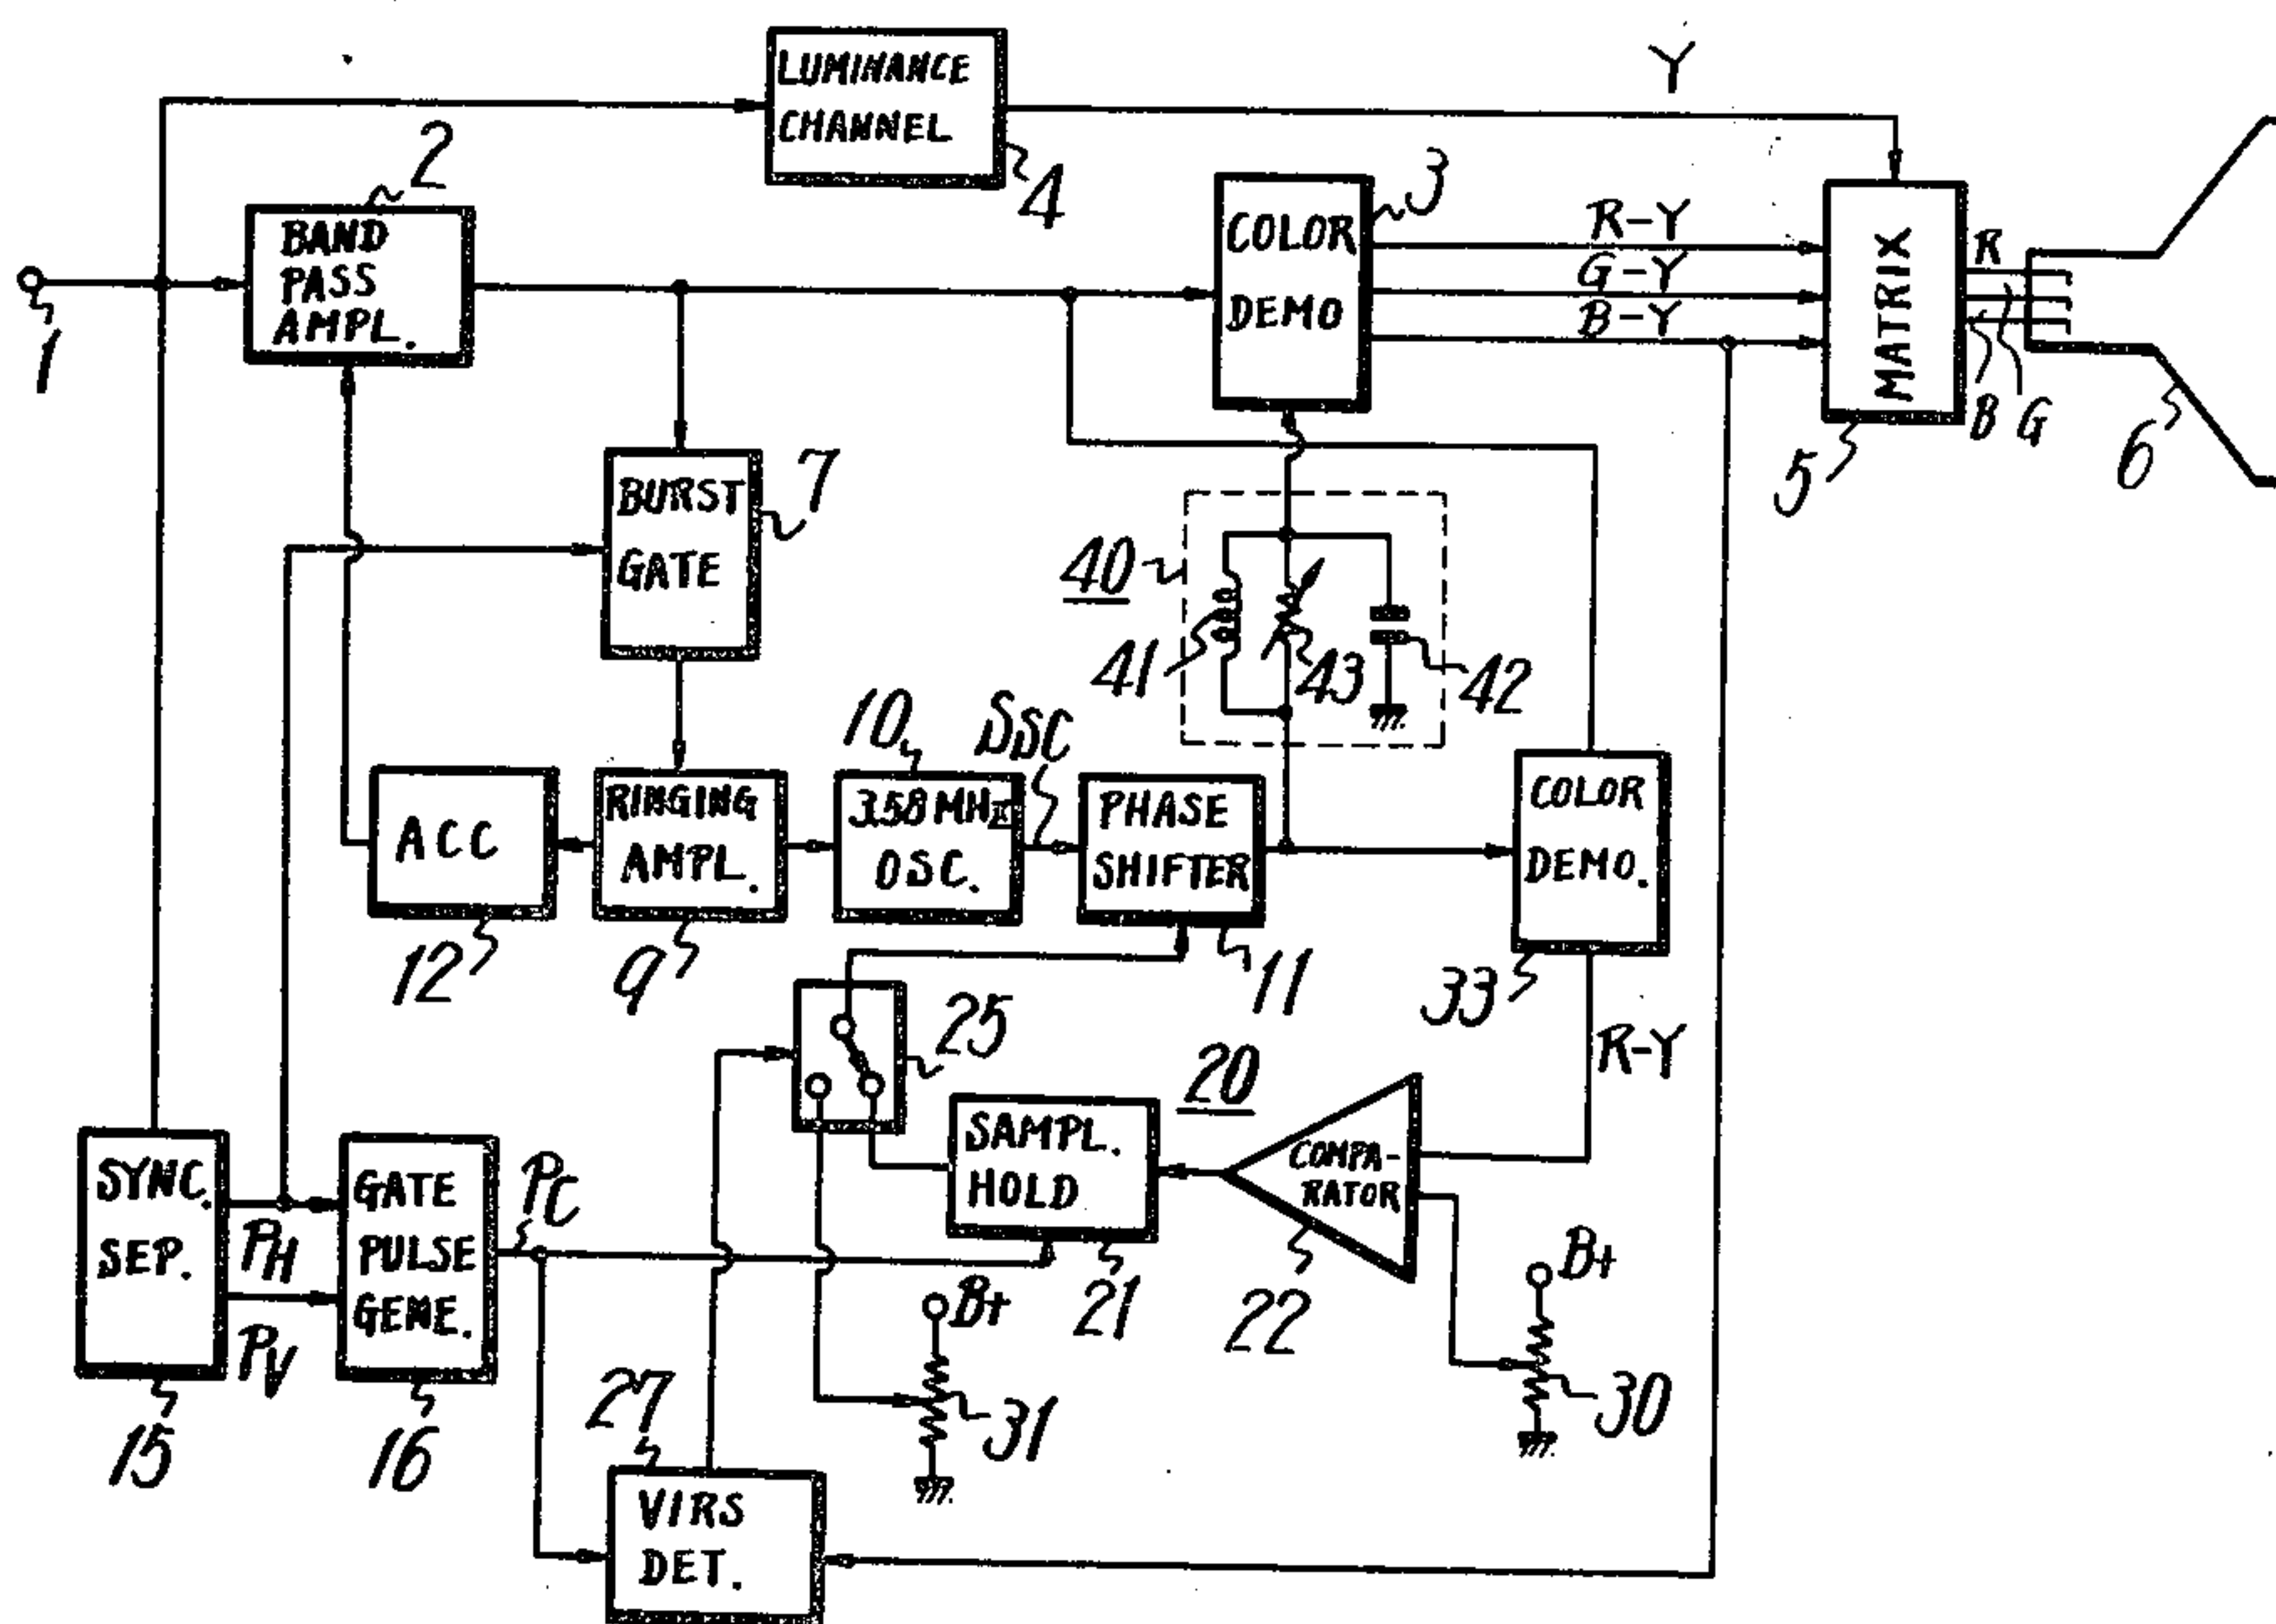 LUMINANCE
CHANNEL
Y
2
4
3
BAND
PASS
AMPL.
1
COLOR
DEMO
R-Y
G-Y
B-Y
MATRIX
R
B
G
5
6
BURST
GATE
7
40
41
43
42
10
SSC
ACC
RINGING
AMPL.
3.58MHZ
OSC.
PHASE
SHIFTER
COLOR
DEMO.
12
9
11
33
25
20
R-Y
SYNC.
SEP.
PH
PV
GATE
PULSE
GENE.
PC
SAMPL.
HOLD
COMPA-
RATOR
21
22
B+
B+
31
30
15
16
27
VIRS
DET.